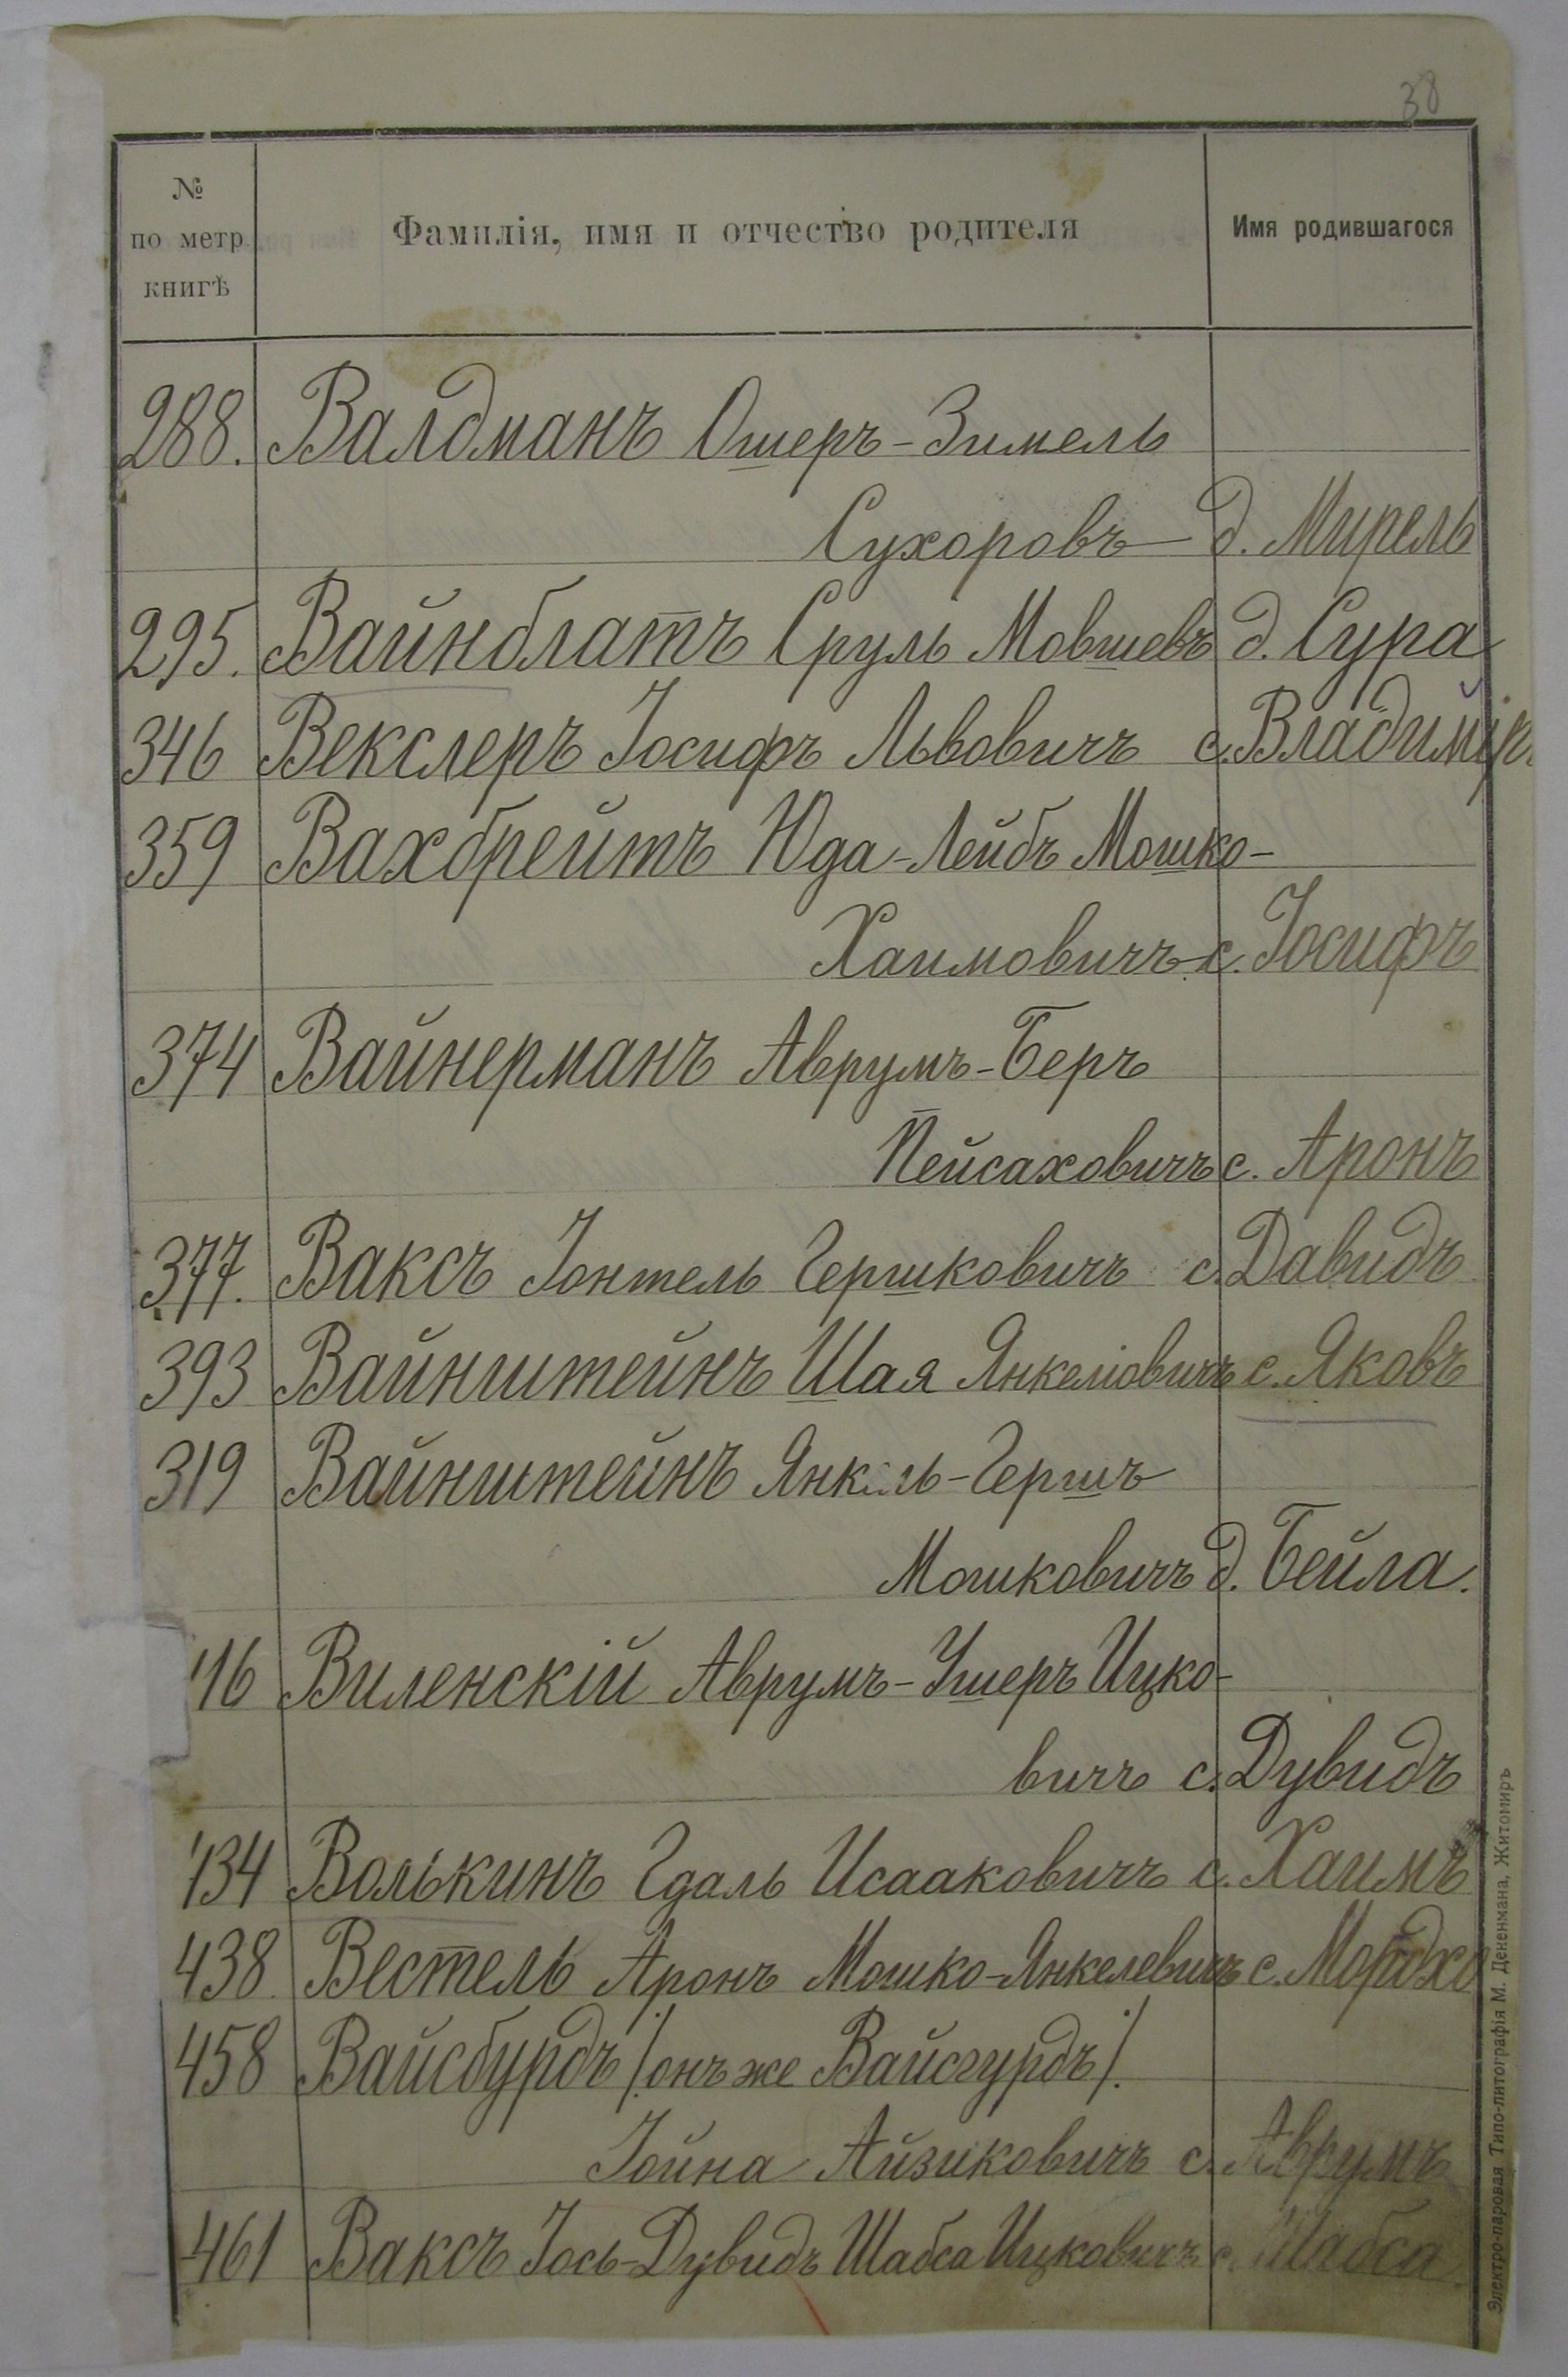 38
№ по метр. книгѣ Фамилія, имя и отчество родителя Имя родившагося
288. Валдманъ Ошеръ-Зимель
Сухоровъ д. Мирель
295. Вайнблатъ Сруль Мовшевъ д. Сура
346 Векслеръ Іосифъ Львовичъ с. Владиміръ
359 Вахбрейтъ Юда-Лейбъ Мошко-
Хаимовичъ с. Іосифъ
374 Вайнерманъ Аврумъ-Беръ
Пейсаховичъ с. Аронъ
377. Ваксъ Іонтель Гершковичъ с. Давидъ
393 Вайнштейнъ Шая Янкеліовичъ с. Яковъ
319 Вайнштейнъ Янкель-Гершъ
Мошковичъ д. Бейла.
16 Виленскій Аврумъ-Ушеръ Ицко-
вичъ с. Дувидъ
434 Волькинъ Гдаль Исааковичъ с. Хаимъ
438 Вестель Аронъ Мошко-Янкелевичъ с. Мордхо
458 Вайсбурдъ /онъ же Вайсгурдъ/.
Іойна Айзиковичъ с. Аврумъ
461 Ваксъ Іось-Дувидъ Шабса Ицковичъ с. Шабса
Электро-паровая Типо-литографія М. Дененмана, Житомиръ